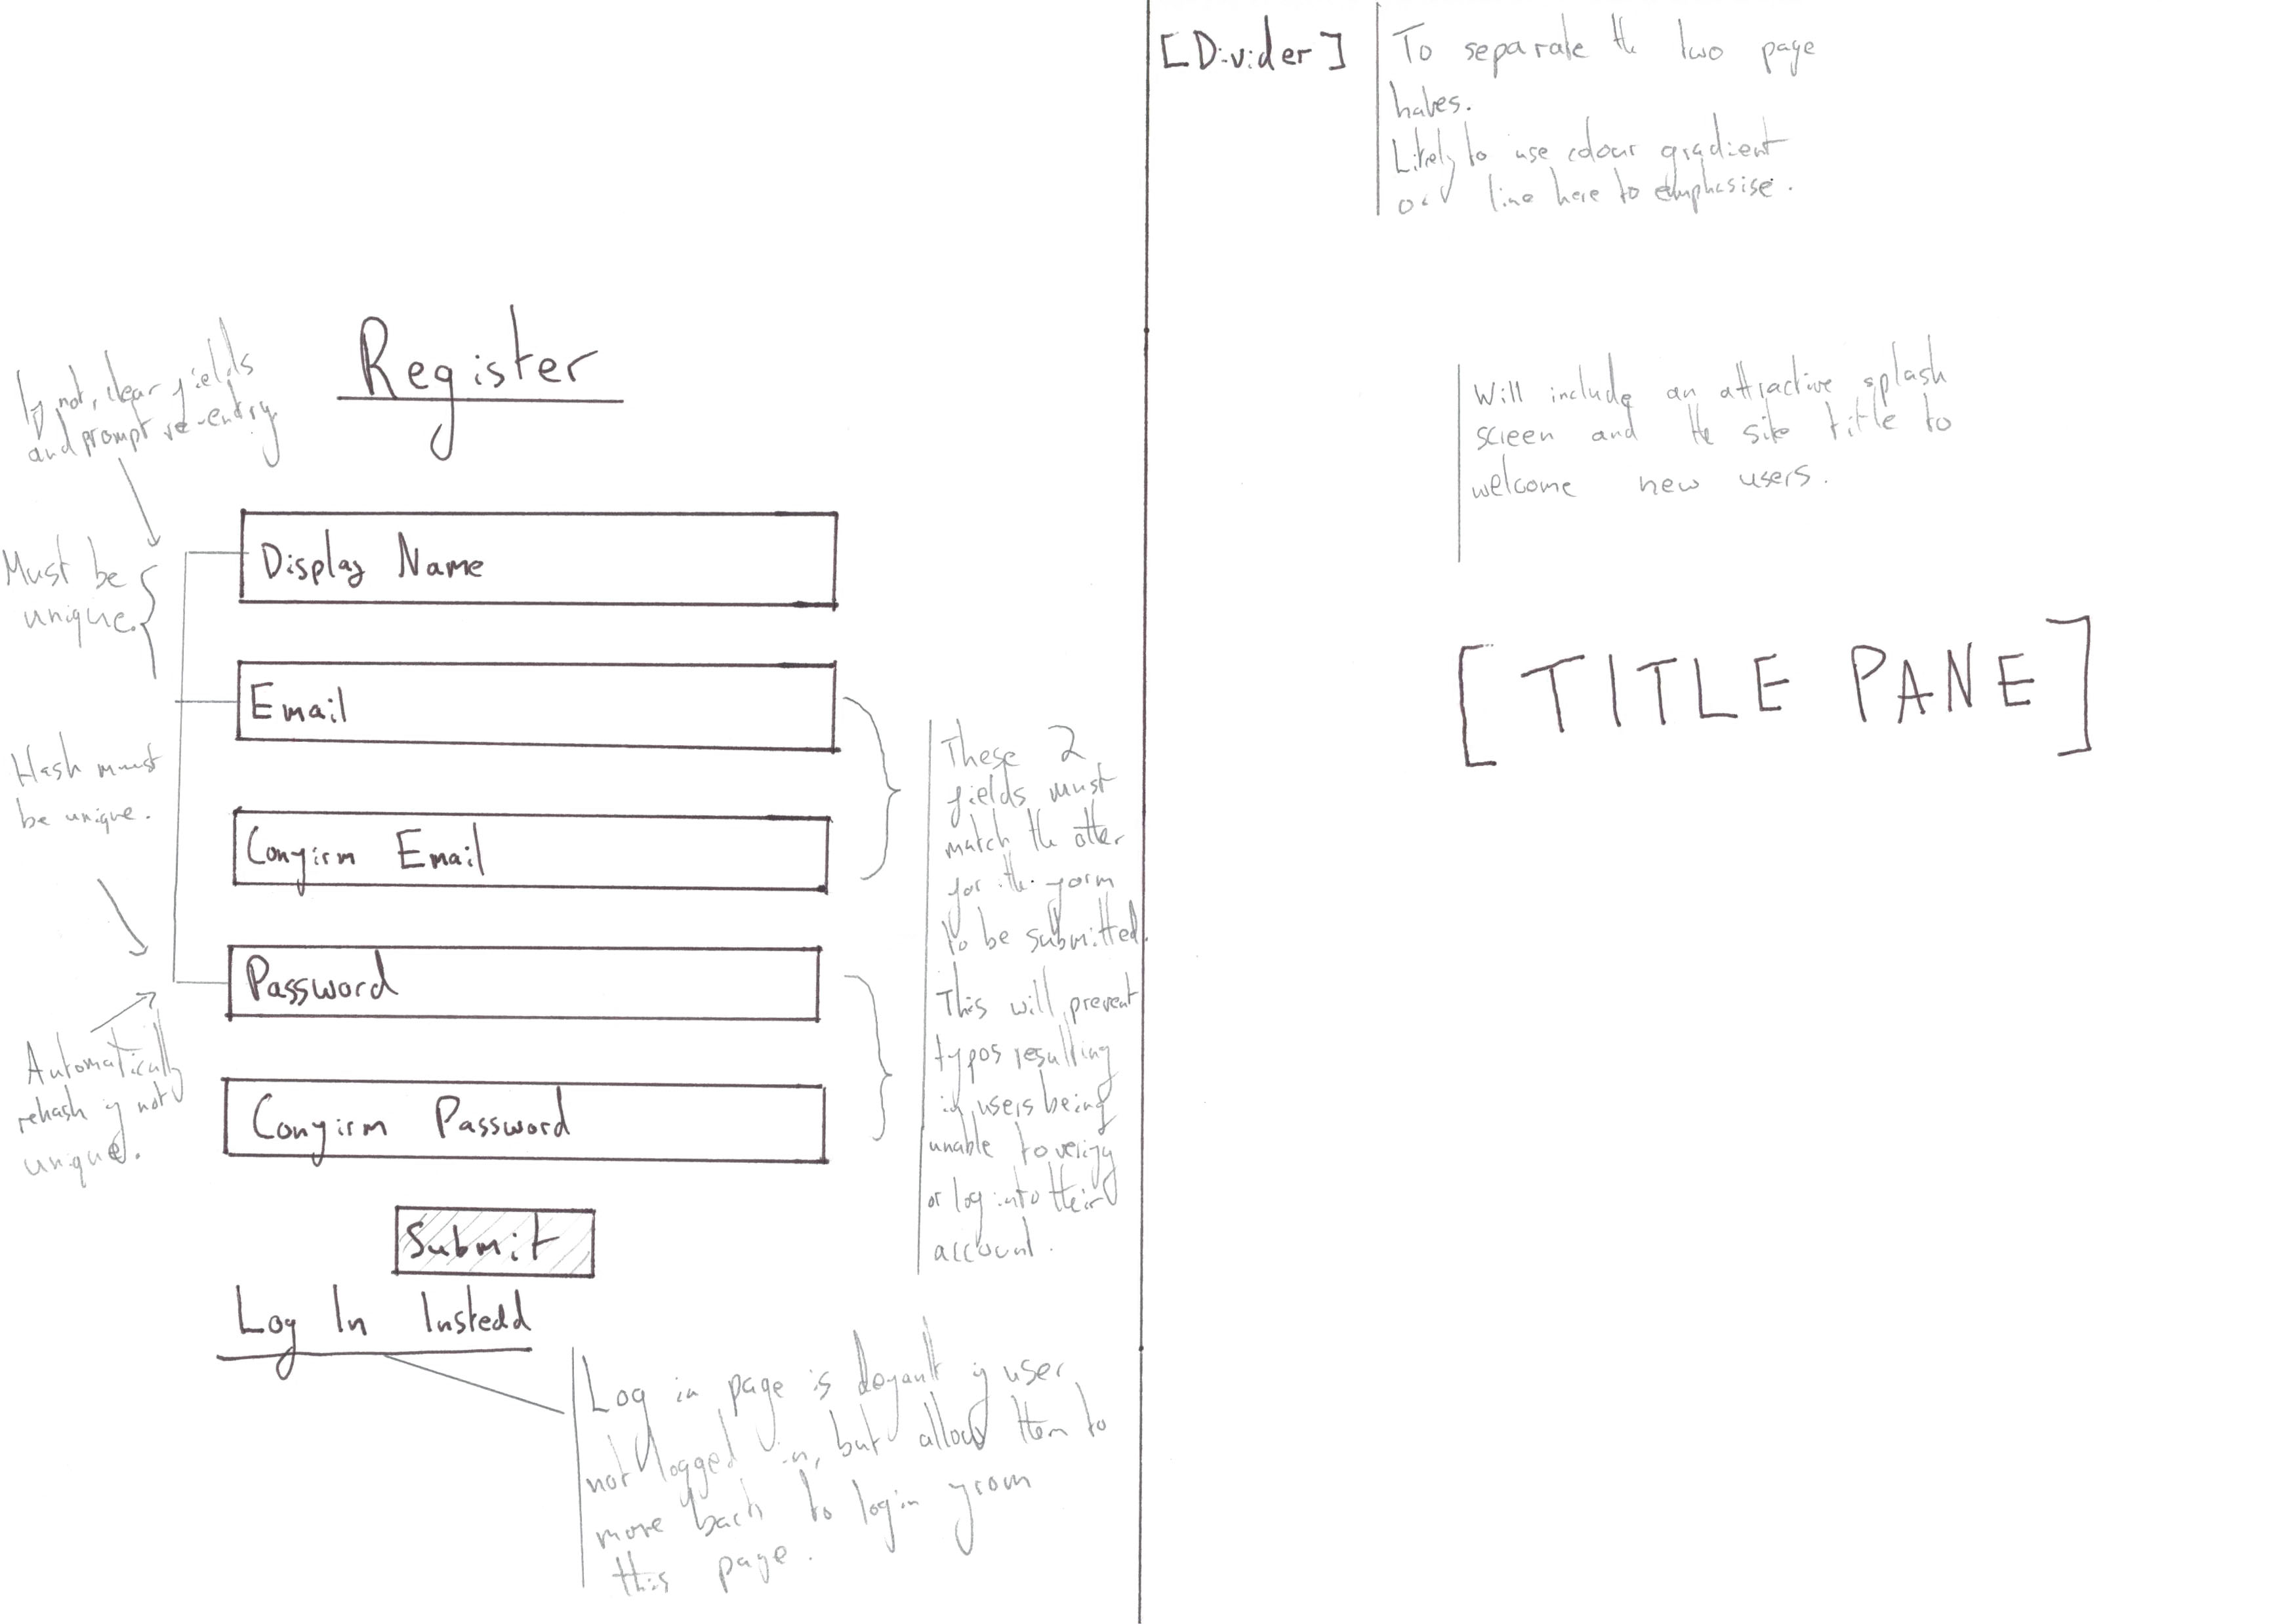 Register
If not, clear fields
and prompt re-entry
Display Name
Must be
unique.
Email
Hash must
be unique.
Confirm Email
Password
Automatically
rehash if not
unique.
Confirm Password
These 2
fields must
match the other
for the form
to be submitted.
This will prevent
typos resulting
in users being
unable to verify
or log into their
account.
Submit
Log In Instead
Log in page is default if user
not logged in, but allow them to
move back to login from
this page.
[Divider]
To separate the two page
halves.
Likely to use colour gradient
line here to emphasise.
Will include an attractive splash
screen and the site title to
welcome new users.
[TITLE PANE]